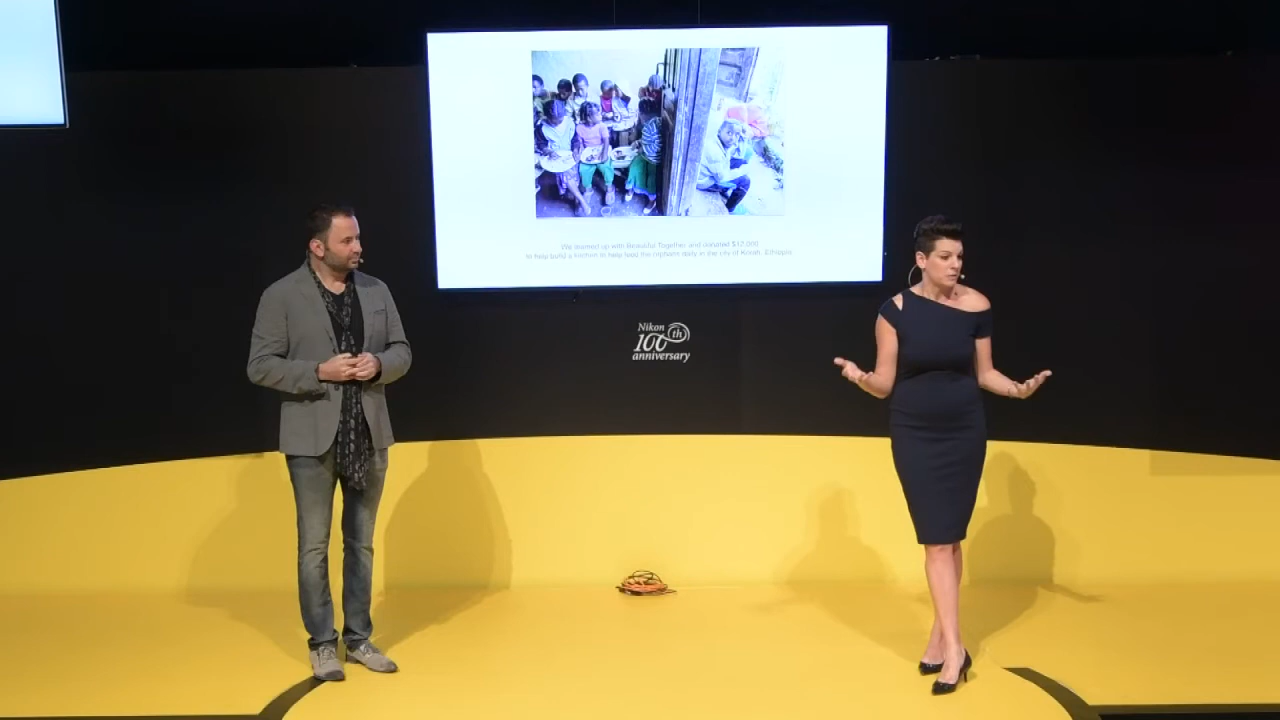 We teamed up with Beautiful Together and donated $12,000
to help build a kitchen to help feed the orphans daily in the city of Korah, Ethiopia.
Nikon
100th
anniversary